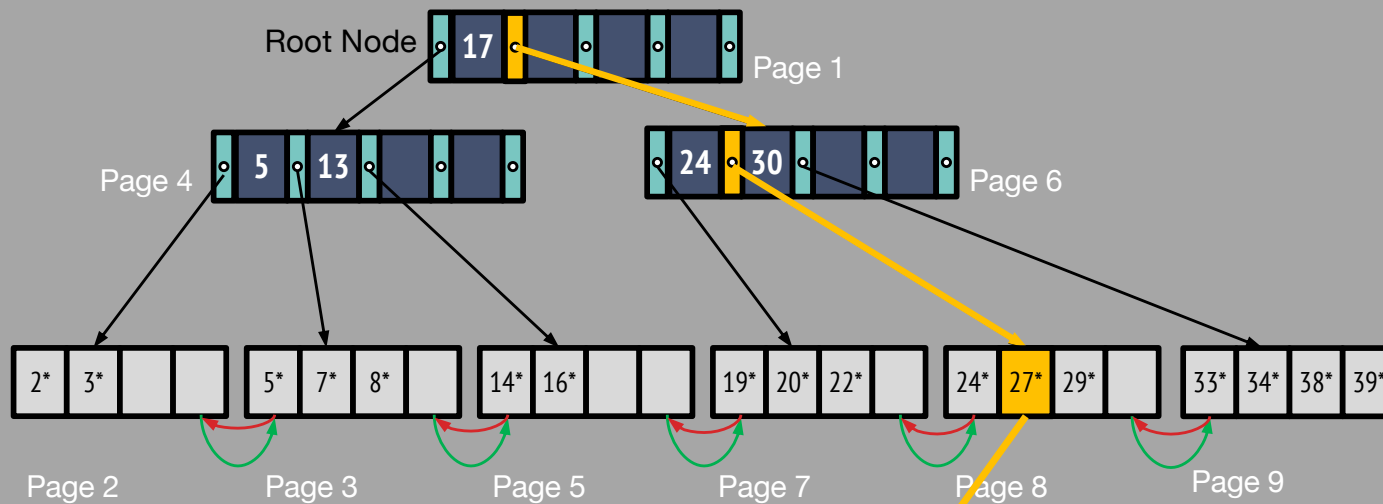 Root Node
17
Page 1
Page 4
5 13
24 30
Page 6
2* 3*
5* 7* 8*
14* 16*
19* 20* 22*
24* 27* 29*
33* 34* 38* 39*
Page 2
Page 3
Page 5
Page 7
Page 8
Page 9